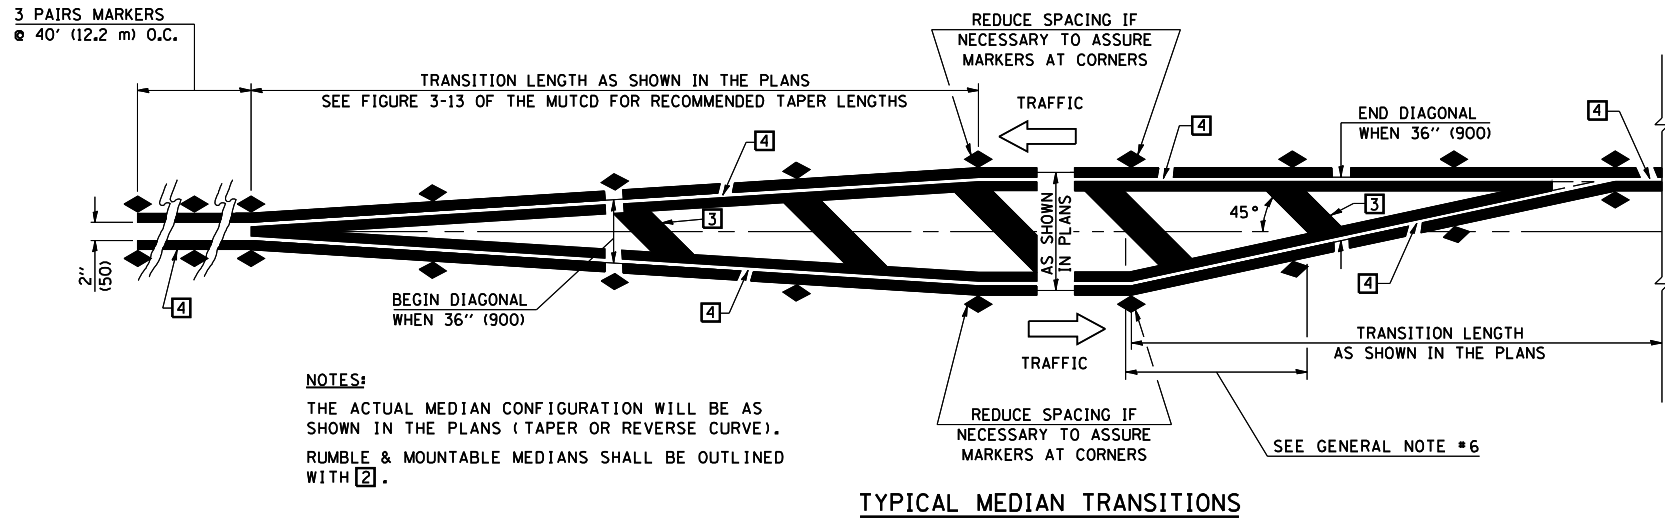 3 PAIRS MARKERS
@ 40' (12.2 m) O.C.
TRANSITION LENGTH AS SHOWN IN THE PLANS
SEE FIGURE 3-13 OF THE MUTCD FOR RECOMMENDED TAPER LENGTHS
REDUCE SPACING IF
NECESSARY TO ASSURE
MARKERS AT CORNERS
TRAFFIC
4
4
4
END DIAGONAL
WHEN 36" (900)
3
3
45°
AS SHOWN
IN PLANS
2"
(50)
4
BEGIN DIAGONAL
WHEN 36" (900)
4
4
TRAFFIC
TRANSITION LENGTH
AS SHOWN IN THE PLANS
REDUCE SPACING IF
NECESSARY TO ASSURE
MARKERS AT CORNERS
SEE GENERAL NOTE #6
NOTES:
THE ACTUAL MEDIAN CONFIGURATION WILL BE AS
SHOWN IN THE PLANS (TAPER OR REVERSE CURVE).
RUMBLE & MOUNTABLE MEDIANS SHALL BE OUTLINED
WITH 2.
TYPICAL MEDIAN TRANSITIONS